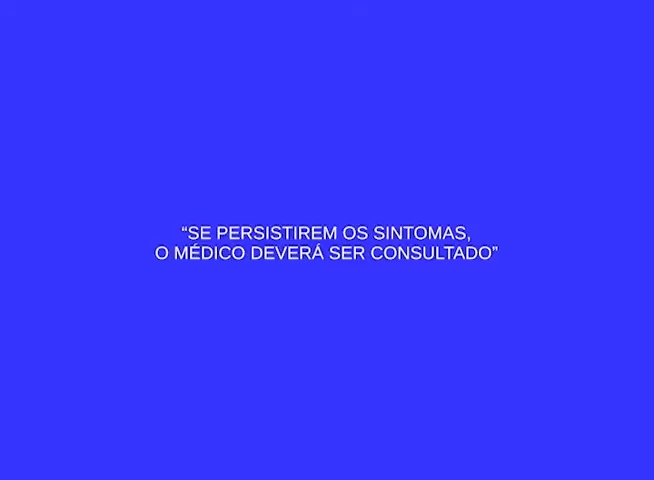 “SE PERSISTIREM OS SINTOMAS,
O MÉDICO DEVERÁ SER CONSULTADO”